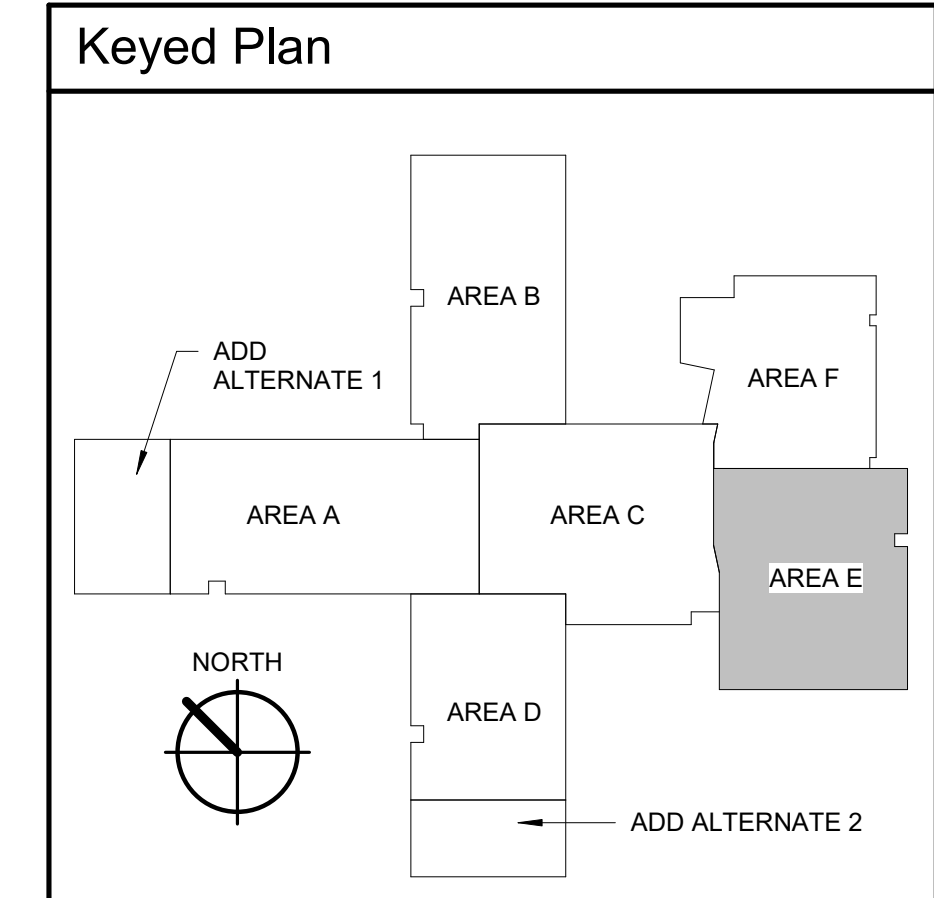 Keyed Plan
AREA B
ADD
ALTERNATE 1
AREA F
AREA A
AREA C
AREA E
NORTH
AREA D
ADD ALTERNATE 2